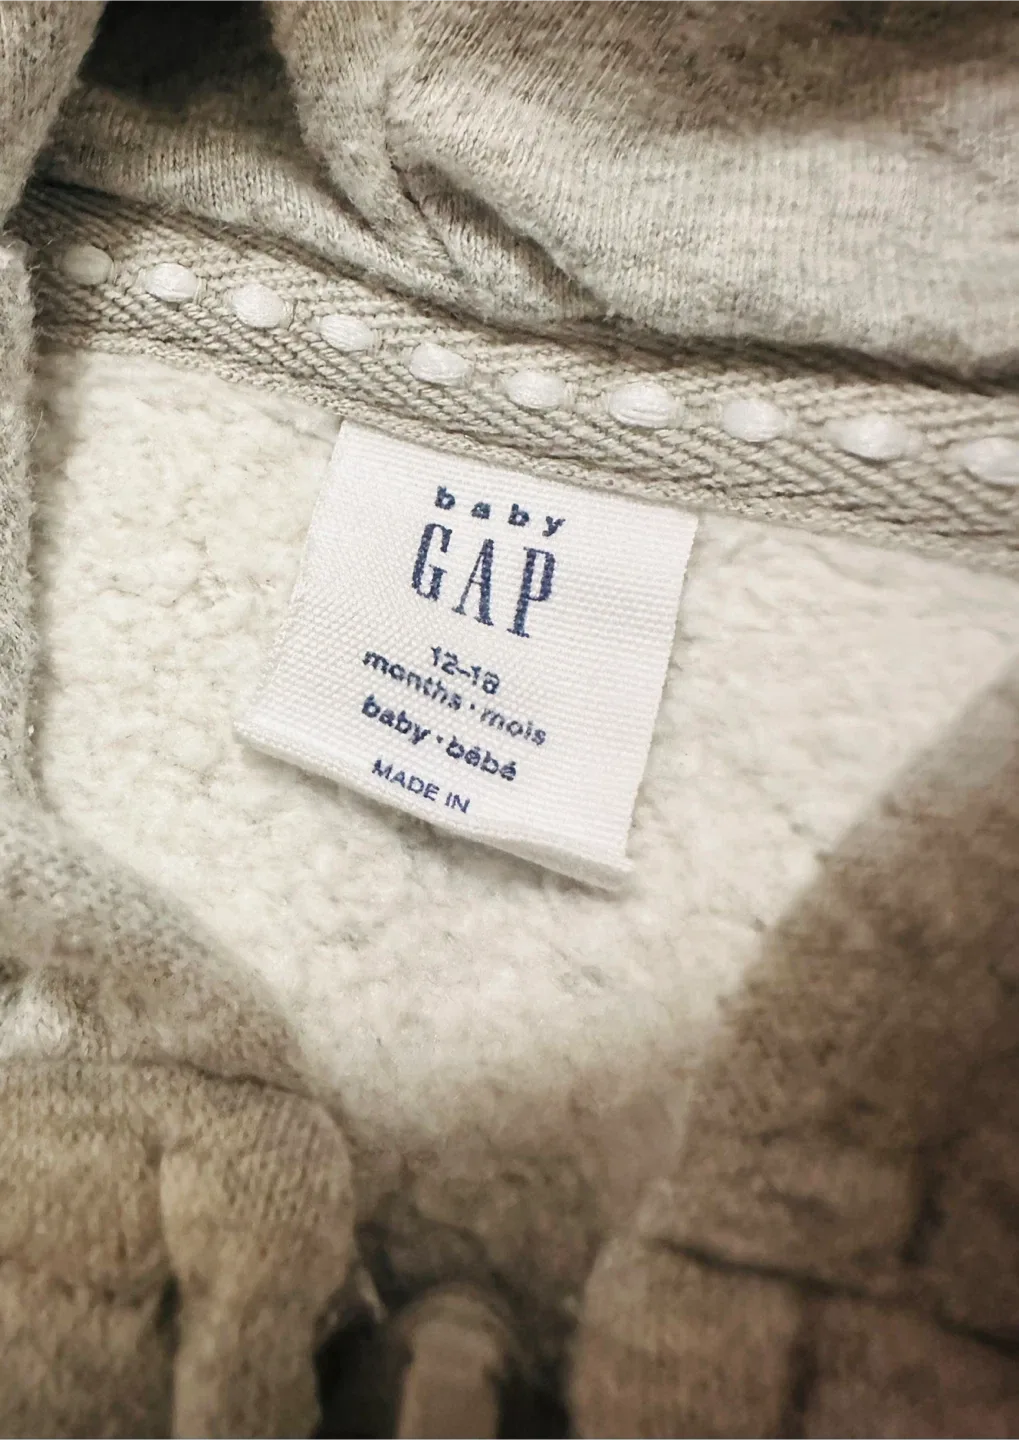 baby
GAP
12-18
months · mois
baby · bébé
MADE IN